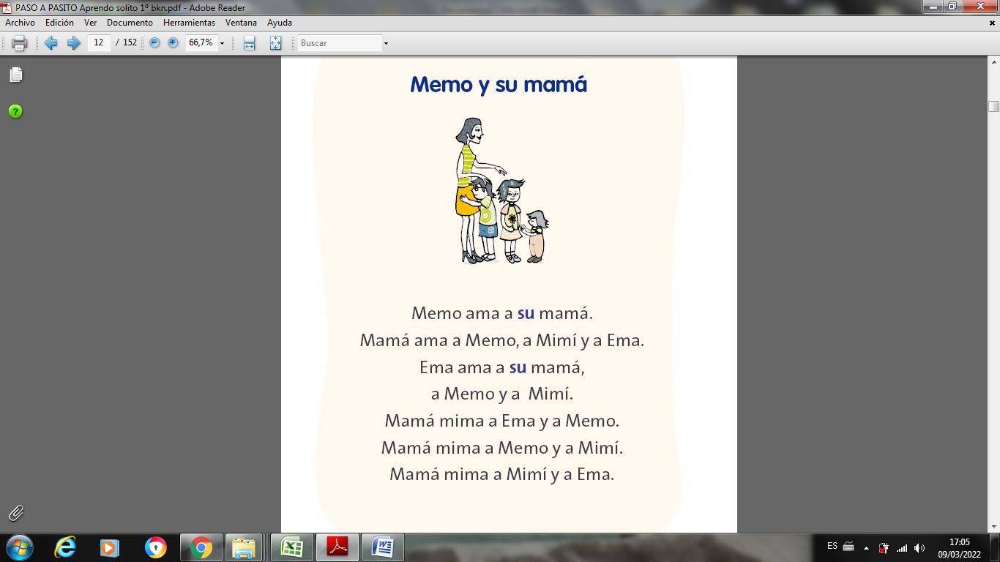 PASO A PASITO Aprendo solito 1º bkn.pdf - Adobe Reader
Archivo Edición Ver Documento Herramientas Ventana Ayuda
12 / 152 66,7% Buscar
Memo y su mamá
Memo ama a su mamá.
Mamá ama a Memo, a Mimí y a Ema.
Ema ama a su mamá,
a Memo y a Mimí.
Mamá mima a Ema y a Memo.
Mamá mima a Memo y a Mimí.
Mamá mima a Mimí y a Ema.
ES 17:05
09/03/2022